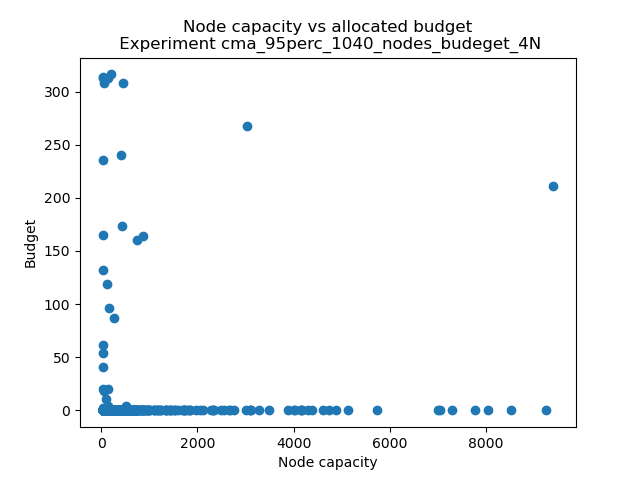 Node capacity vs allocated budget
Experiment cma_95perc_1040_nodes_budeget_4N
300
250
200
150
100
50
0
Budget
0 2000 4000 6000 8000
Node capacity